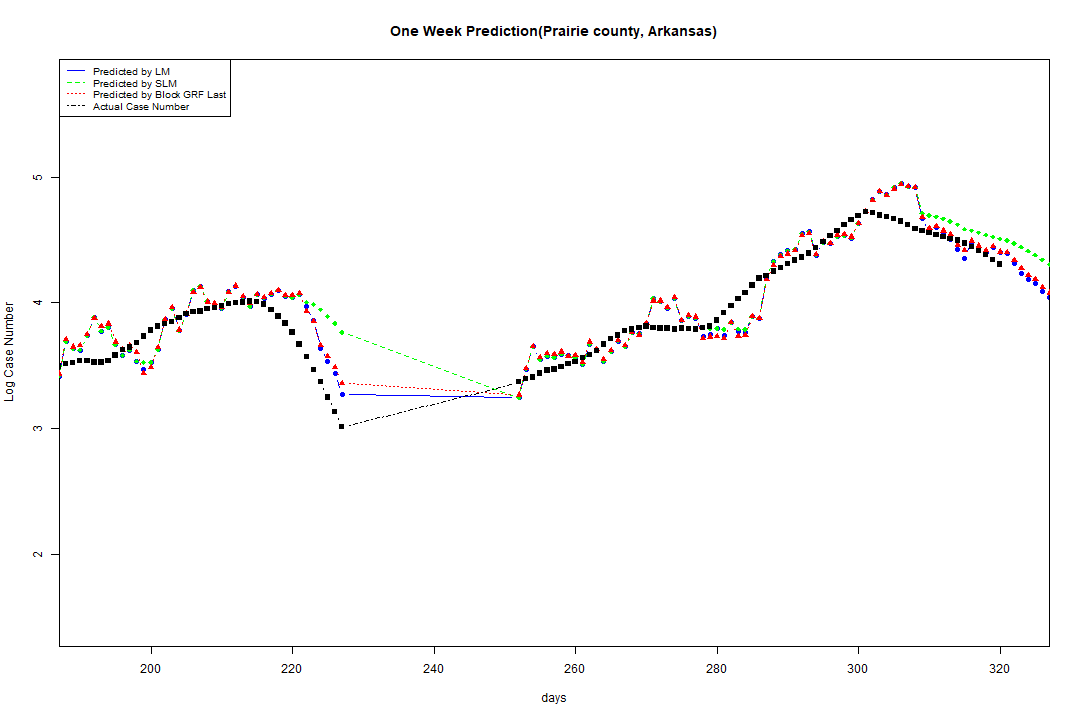 One Week Prediction(Prairie county, Arkansas)
Predicted by LM
Predicted by SLM
Predicted by Block GRF Last
Actual Case Number
5
4
3
2
Log Case Number
200 220 240 260 280 300 320
days